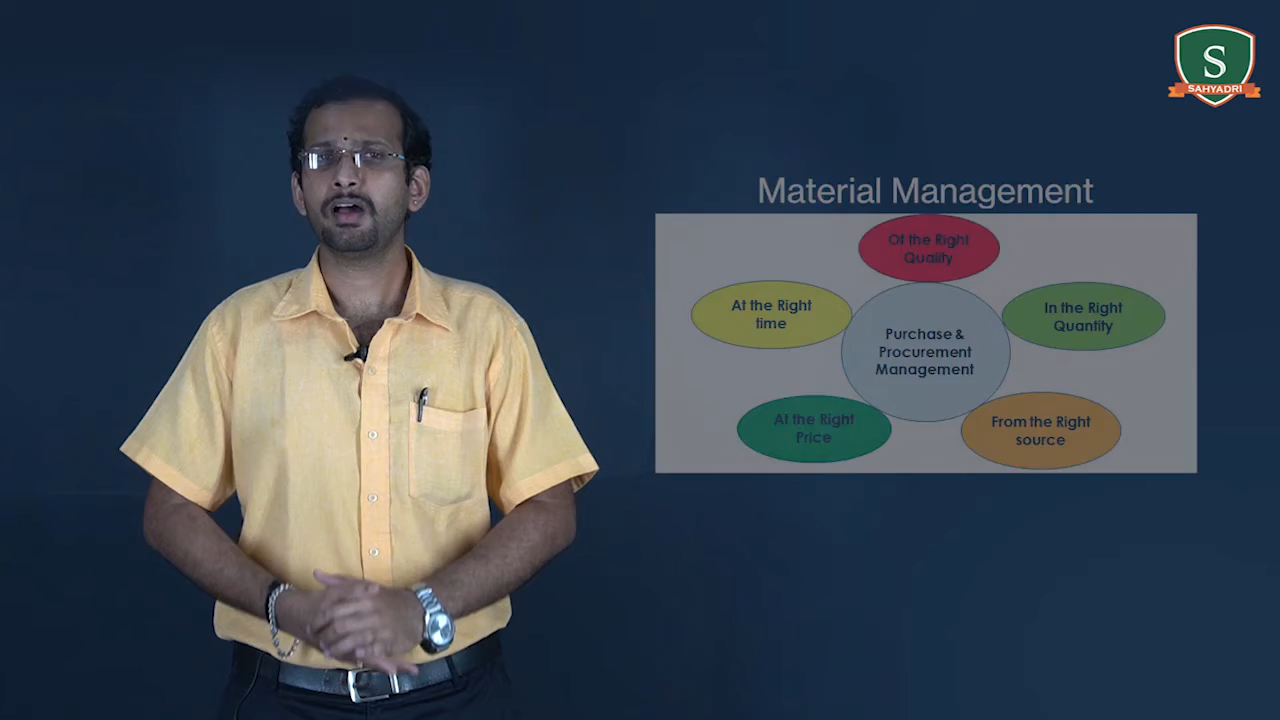 S
SAHYADRI
Material Management
Of the Right
Quality
At the Right
time
In the Right
Quantity
Purchase &
Procurement
Management
At the Right
Price
From the Right
source